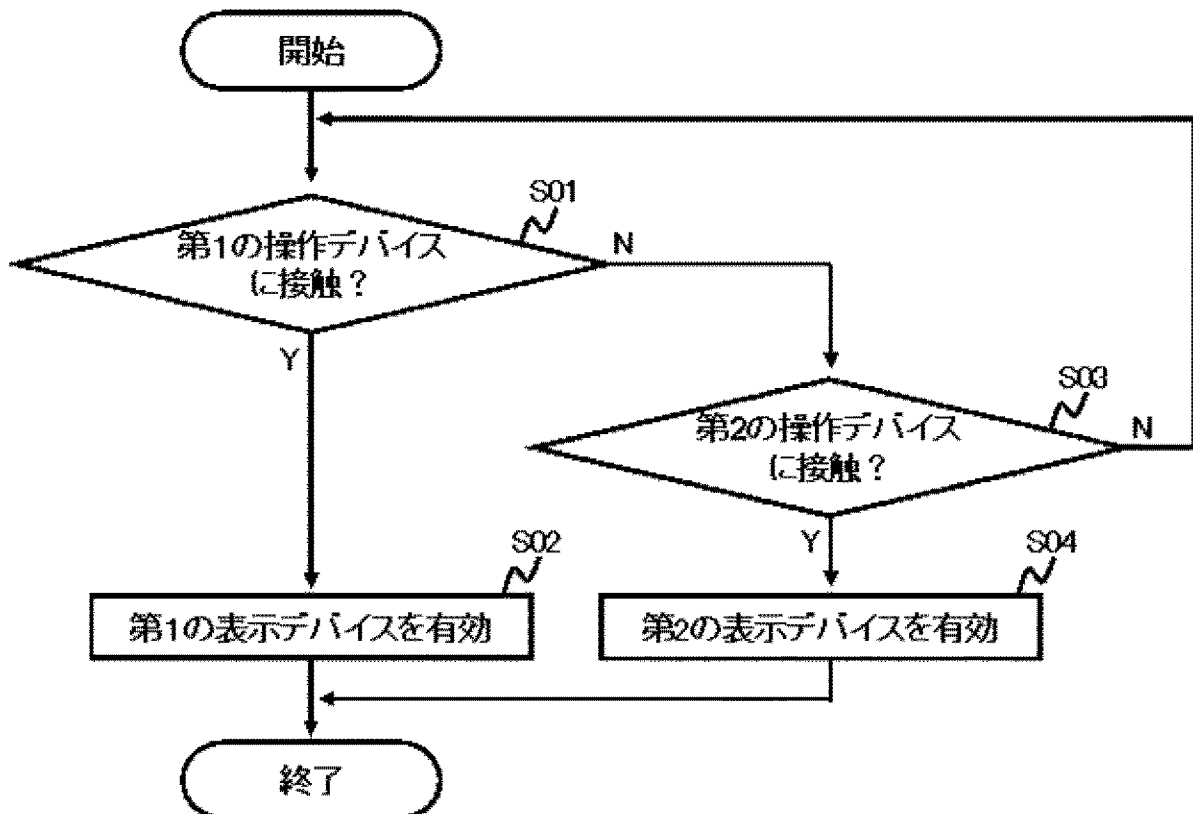 開始
S01
第1の操作デバイス
に接触？
N
Y
S03
第2の操作デバイス
に接触？
N
Y
S02
第1の表示デバイスを有効
S04
第2の表示デバイスを有効
終了